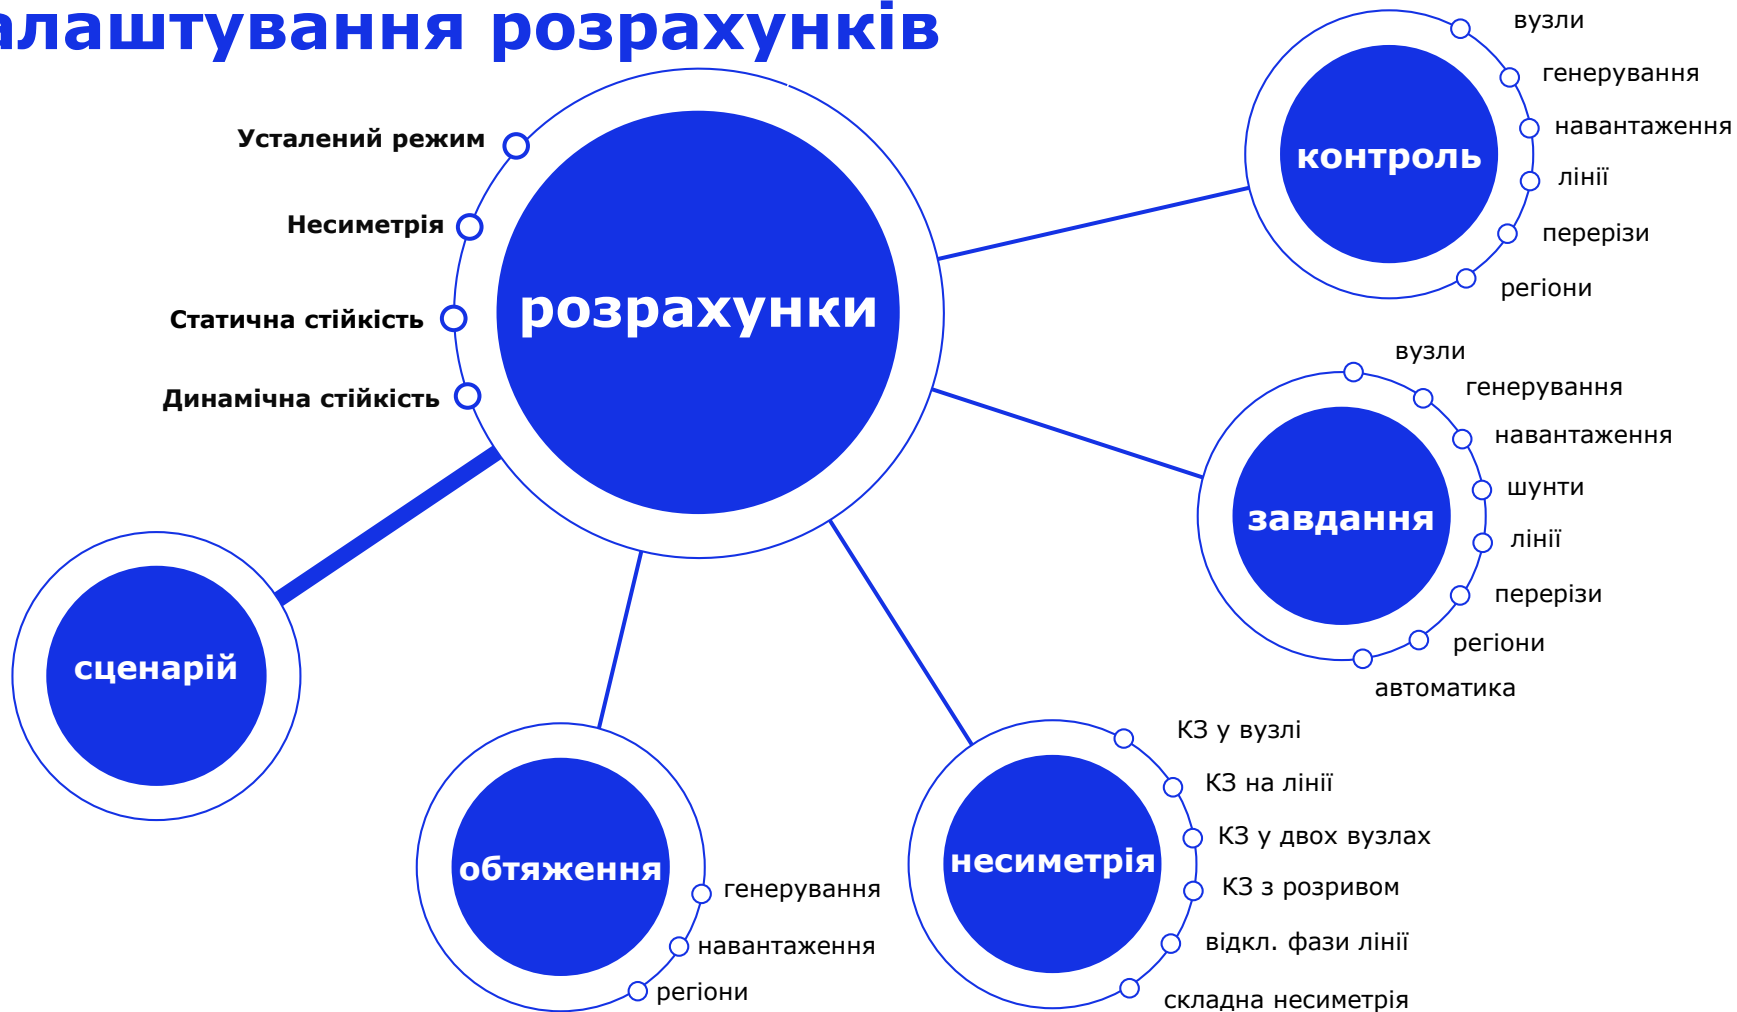 алаштування розрахунків
Усталений режим
Несиметрія
Статична стійкість
Динамічна стійкість
розрахунки
контроль
вузли
генерування
навантаження
лінії
перерізи
регіони
завдання
вузли
генерування
навантаження
шунти
лінії
перерізи
регіони
автоматика
сценарій
обтяження
генерування
навантаження
регіони
несиметрія
КЗ у вузлі
КЗ на лінії
КЗ у двох вузлах
КЗ з розривом
відкл. фази лінії
складна несиметрія